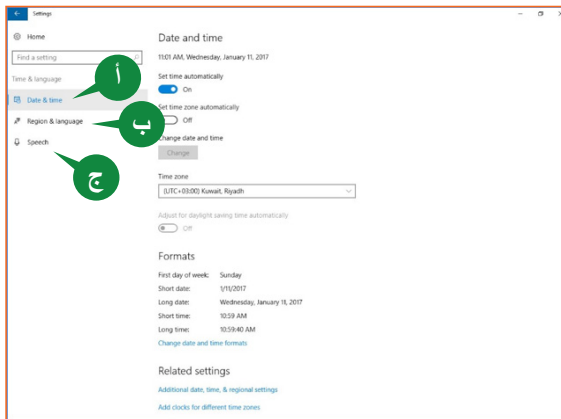 Settings
Home
Find a setting
Time & language
Date & time
Region & language
Speech
أ
ب
ج
Date and time
11:01 AM, Wednesday, January 11, 2017
Set time automatically
On
Set time zone automatically
Off
Change date and time
Change
Time zone
(UTC+03:00) Kuwait, Riyadh
Adjust for daylight saving time automatically
Off
Formats
First day of week: Sunday
Short date: 1/11/2017
Long date: Wednesday, January 11, 2017
Short time: 10:59 AM
Long time: 10:59:40 AM
Change date and time formats
Related settings
Additional date, time, & regional settings
Add clocks for different time zones